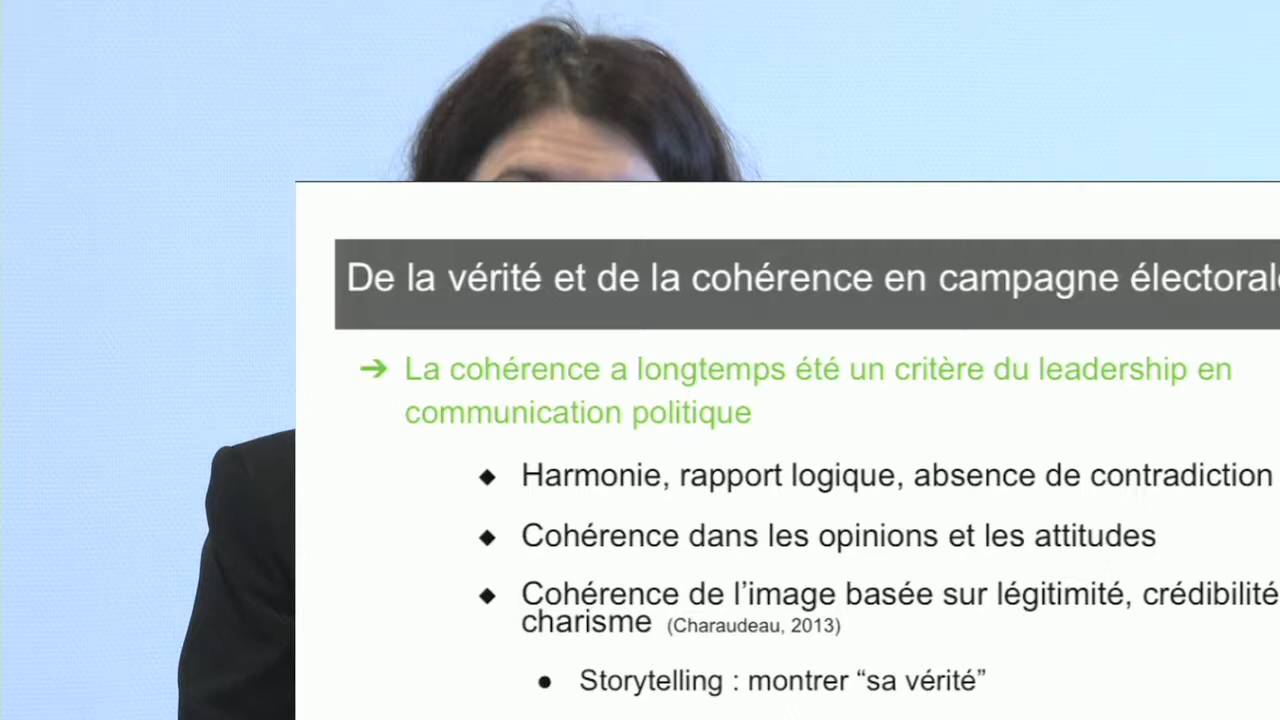 De la vérité et de la cohérence en campagne électorale
➔ La cohérence a longtemps été un critère du leadership en
communication politique
◆ Harmonie, rapport logique, absence de contradiction
◆ Cohérence dans les opinions et les attitudes
◆ Cohérence de l’image basée sur légitimité, crédibilité
charisme (Charaudeau, 2013)
● Storytelling : montrer “sa vérité”